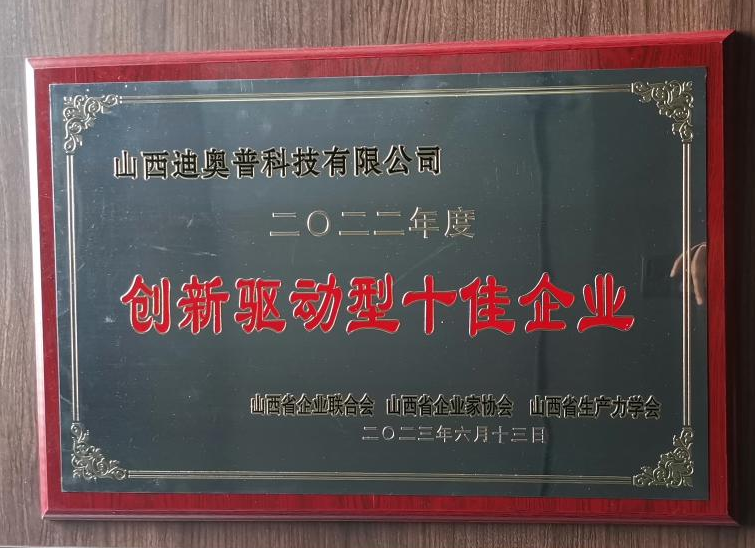 山西迪奥普科技有限公司
二〇二二年度
创新驱动型十佳企业
山西省企业联合会 山西省企业家协会 山西省生产力学会
二〇二三年六月十三日